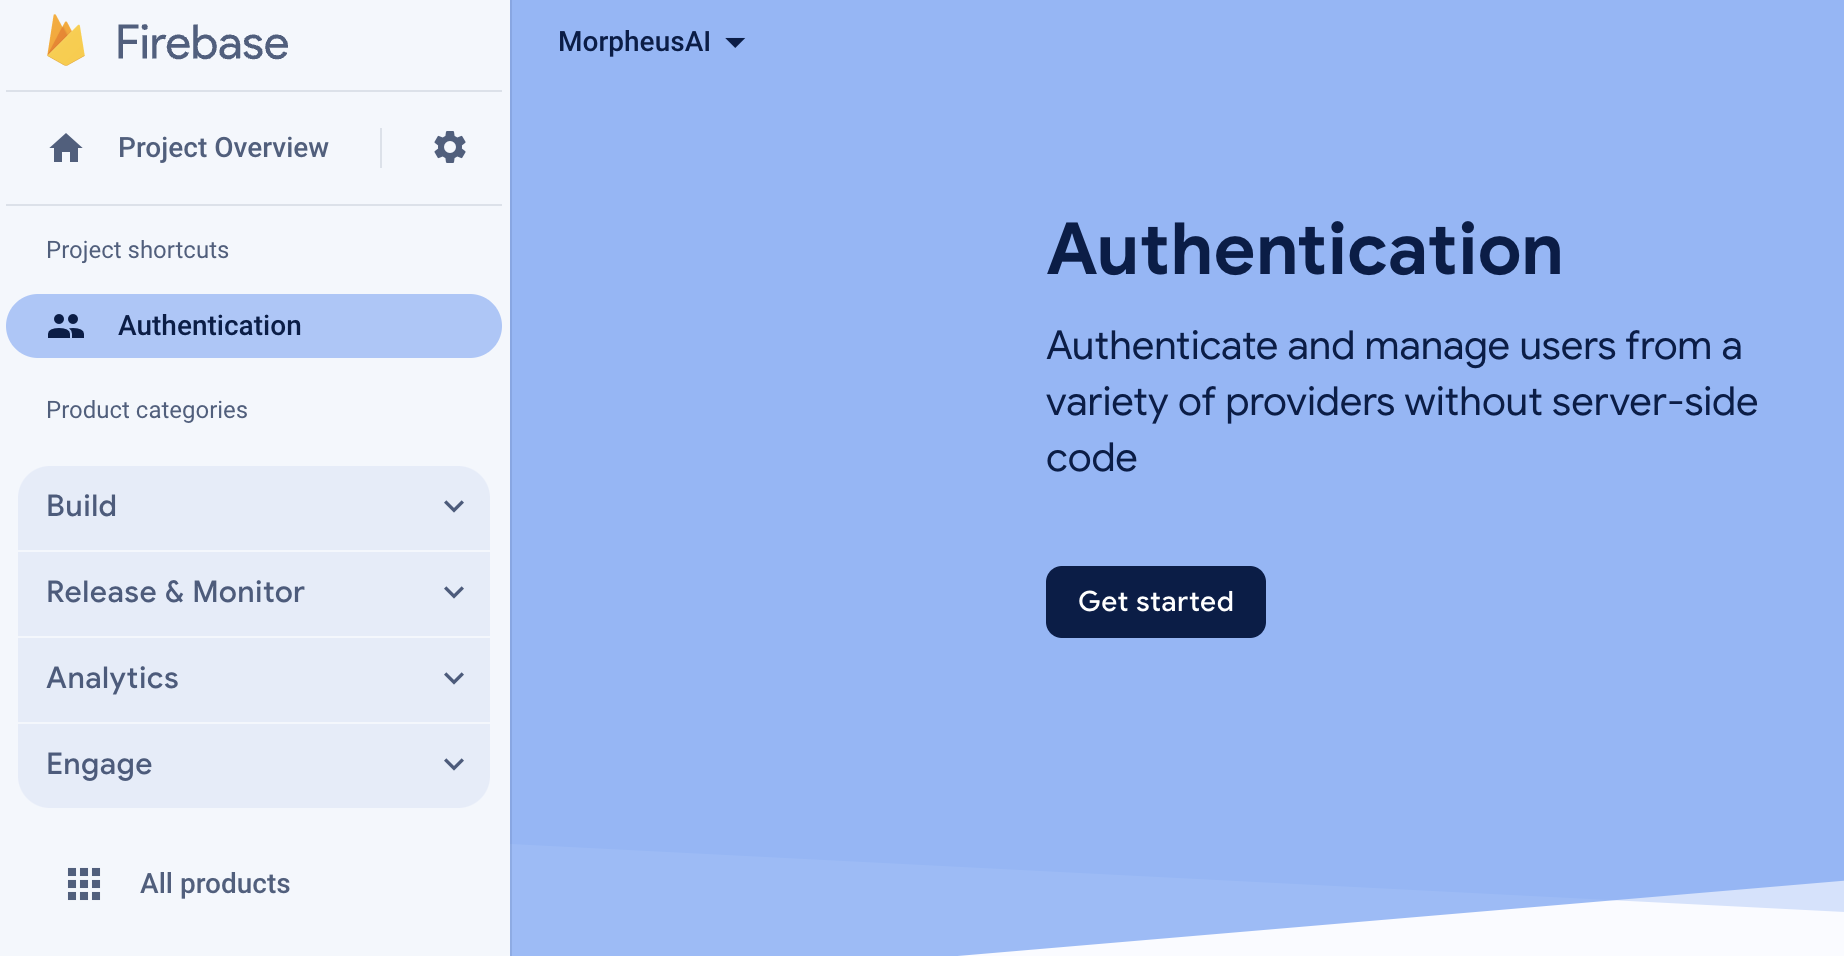 Firebase
Project Overview
Project shortcuts
Authentication
Product categories
Build
Release & Monitor
Analytics
Engage
All products
MorpheusAI
Authentication
Authenticate and manage users from a
variety of providers without server-side
code
Get started